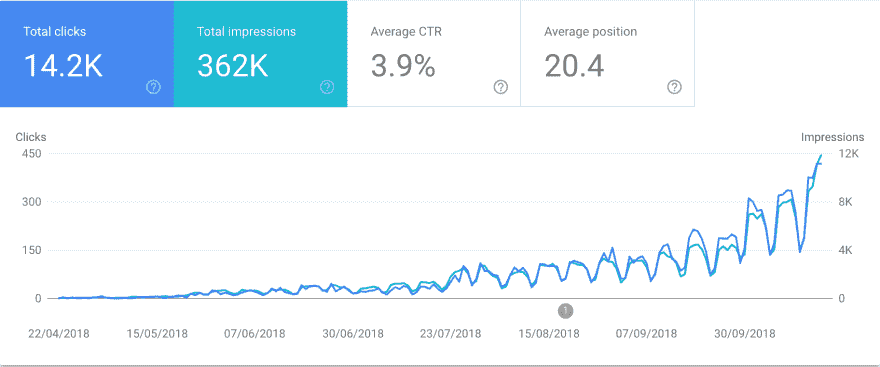 Total clicks Total impressions Average CTR Average position
14.2K 362K 3.9% 20.4
Clicks Impressions
450 12K
300 8K
150 4K
0 0
1
22/04/2018 15/05/2018 07/06/2018 30/06/2018 23/07/2018 15/08/2018 07/09/2018 30/09/2018